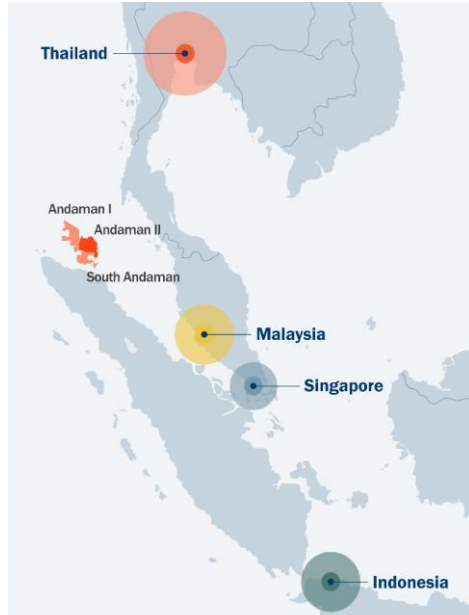 Thailand
Andaman I
Andaman II
South Andaman
Malaysia
Singapore
Indonesia